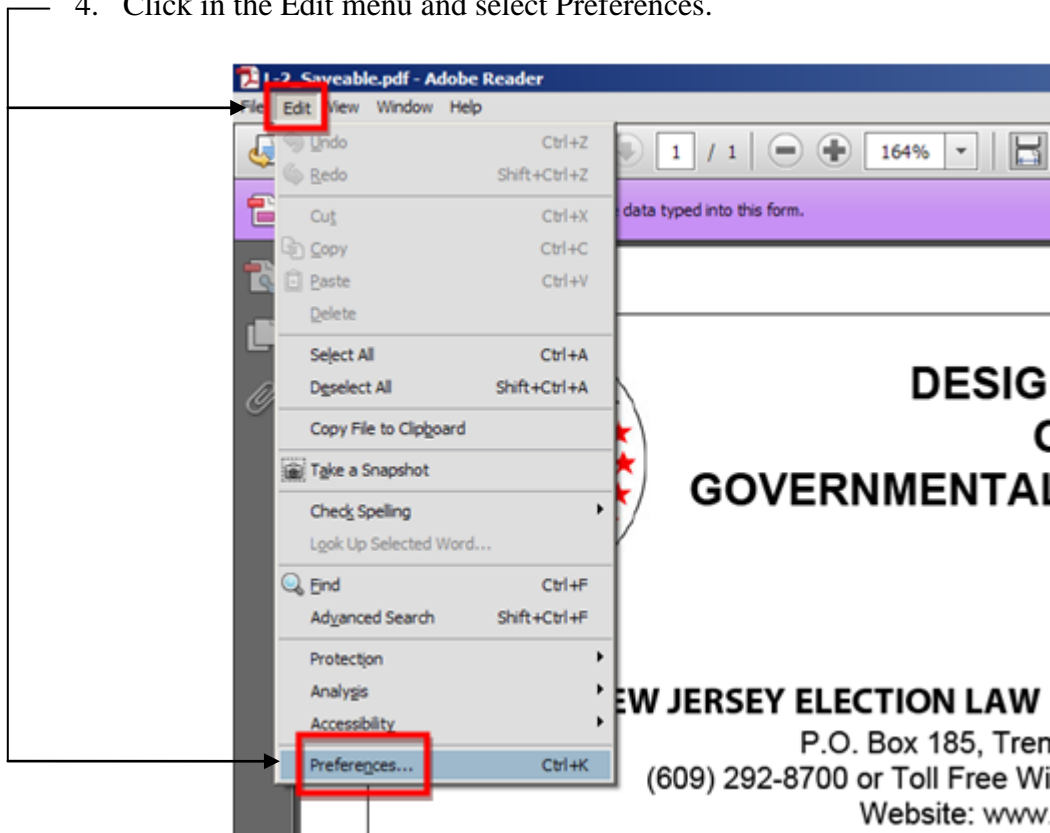 4. Click in the Edit menu and select Preferences.
L-2_Saveable.pdf - Adobe Reader
File Edit View Window Help
1 / 1 164%
Undo Ctrl+Z
Redo Shift+Ctrl+Z
data typed into this form.
Cut Ctrl+X
Copy Ctrl+C
Paste Ctrl+V
Delete
Select All Ctrl+A
Deselect All Shift+Ctrl+A
Copy File to Clipboard
Take a Snapshot
Check Spelling
Look Up Selected Word...
Find Ctrl+F
Advanced Search Shift+Ctrl+F
Protection
Analysis
Accessibility
Preferences... Ctrl+K
DESIG
GOVERNMENTAL
EW JERSEY ELECTION LAW
P.O. Box 185, Tren
(609) 292-8700 or Toll Free Wi
Website: www.